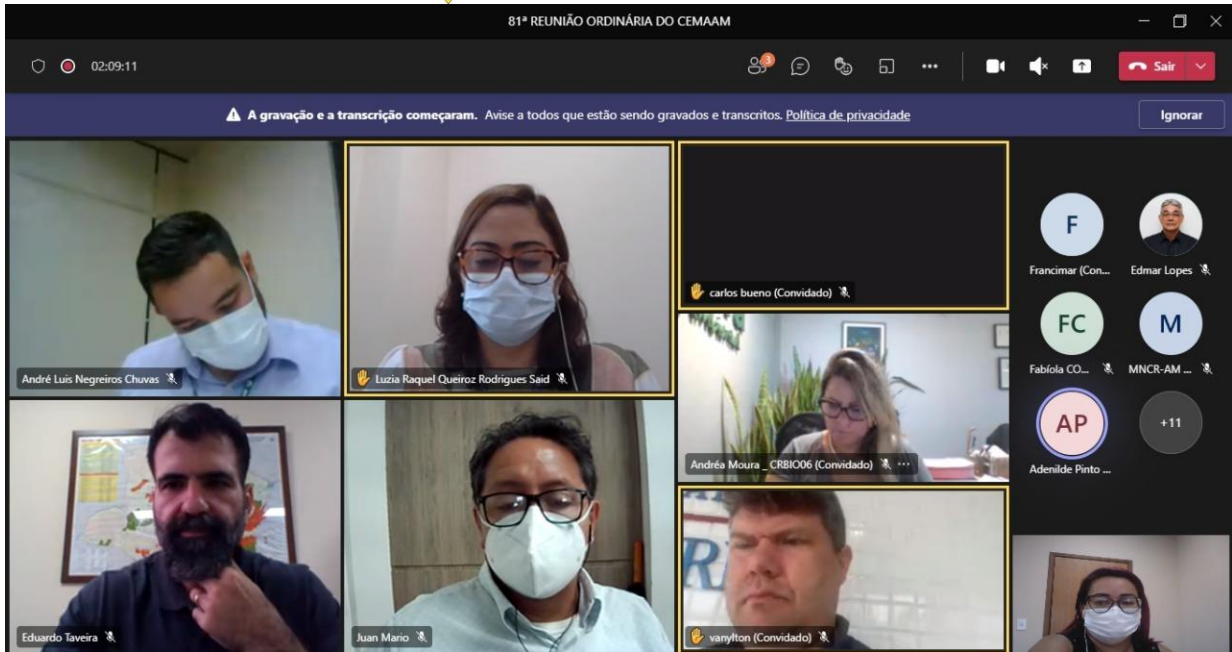 81ª REUNIÃO ORDINÁRIA DO CEMAAM
02:09:11
3
Sair
A gravação e a transcrição começaram. Avise a todos que estão sendo gravados e transcritos. Política de privacidade
Ignorar
André Luis Negreiros Chuvas
Luzia Raquel Queiroz Rodrigues Said
carlos bueno (Convidado)
Andréa Moura _ CRBIO06 (Convidado)
Eduardo Taveira
Juan Mario
vanylton (Convidado)
F
Francimar (Con...
Edmar Lopes
FC
Fabíola CO...
M
MNCR-AM ...
AP
Adenilde Pinto ...
+11